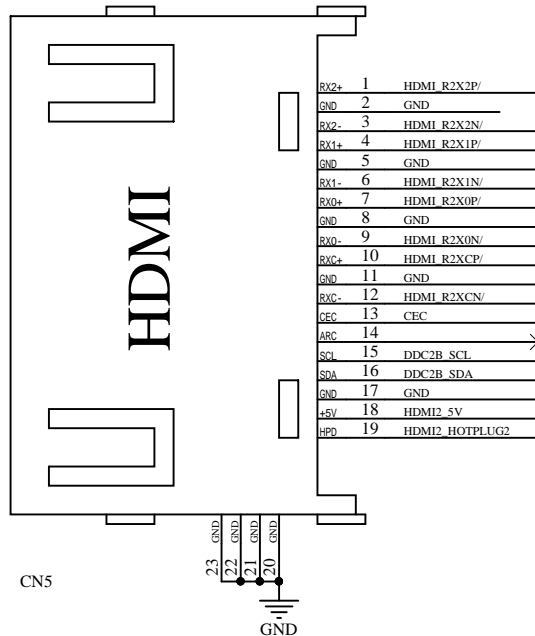 RX2+ 1 HDMI_R2X2P/
GND 2 GND
RX2- 3 HDMI_R2X2N/
RX1+ 4 HDMI_R2X1P/
GND 5 GND
RX1- 6 HDMI_R2X1N/
RX0+ 7 HDMI_R2X0P/
GND 8 GND
RX0- 9 HDMI_R2X0N/
RXC+ 10 HDMI_R2XCP/
GND 11 GND
RXC- 12 HDMI_R2XCN/
CEC 13 CEC
ARC 14
SCL 15 DDC2B_SCL
SDA 16 DDC2B_SDA
GND 17 GND
+5V 18 HDMI2_5V
HPD 19 HDMI2_HOTPLUG2
HDMI
23 GND
22 GND
21 GND
20 GND
CN5
GND